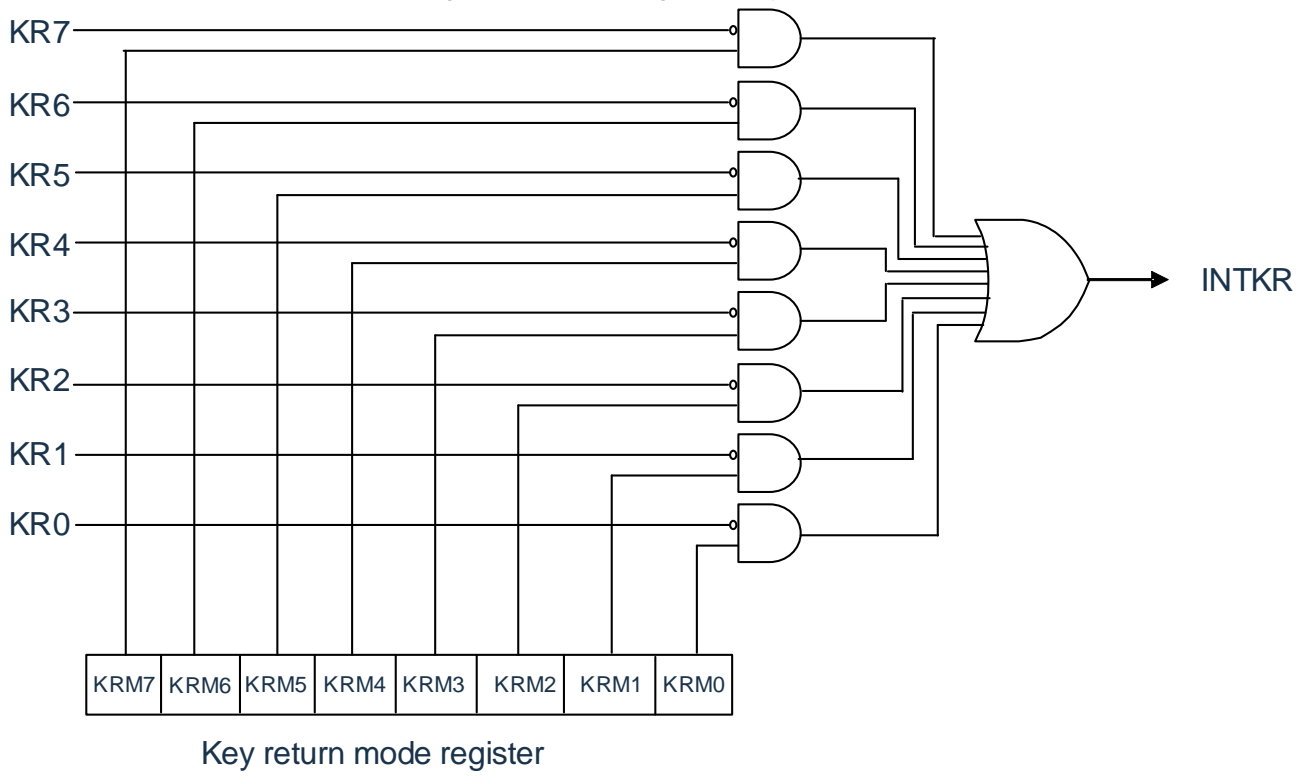 KR7
KR6
KR5
KR4
KR3
KR2
KR1
KR0
INTKR
KRM7 KRM6 KRM5 KRM4 KRM3 KRM2 KRM1 KRM0
Key return mode register